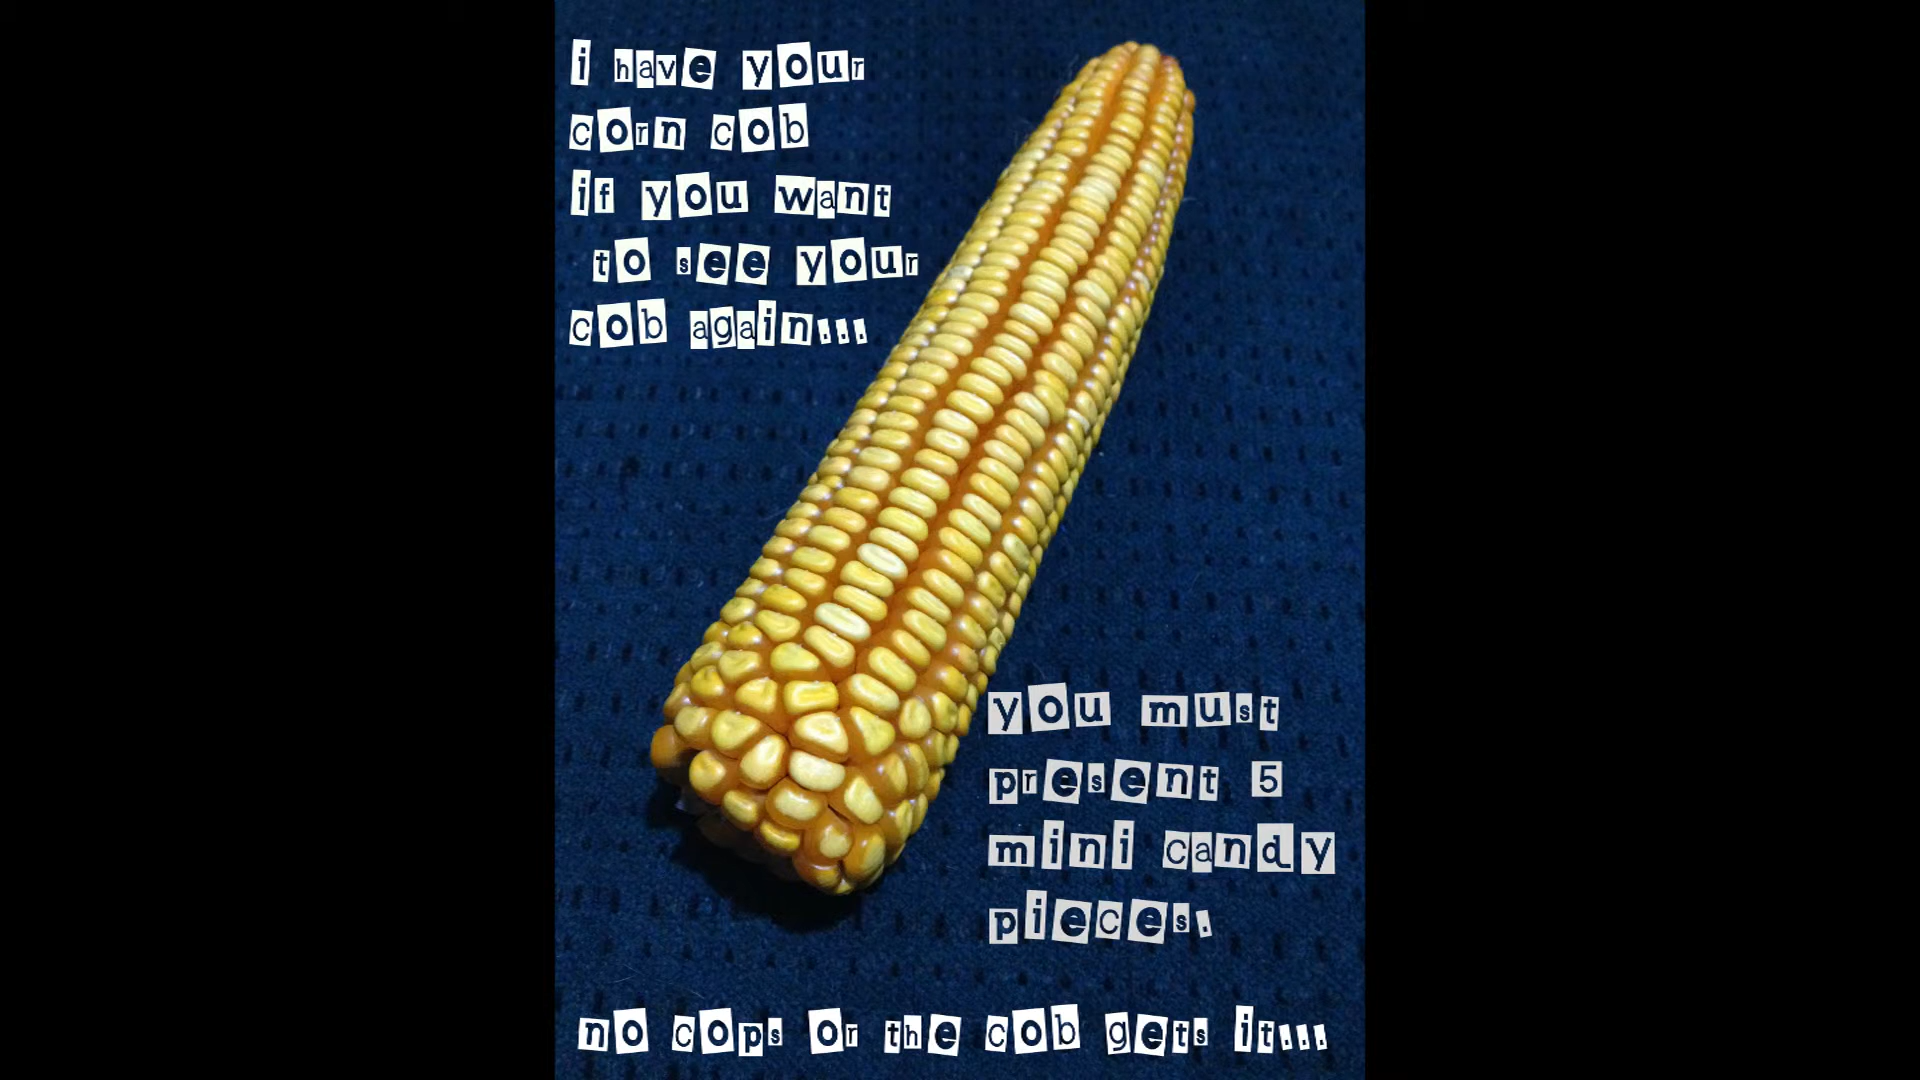 i have your
corn cob
if you want
to see your
cob again...
you must
present 5
mini candy
pieces.
no cops or the cob gets it...